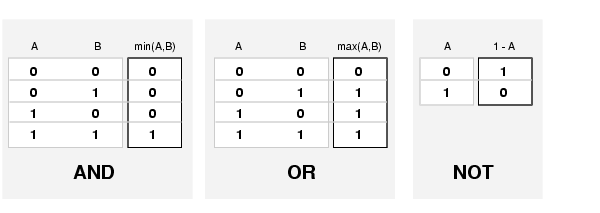 A B min(A,B)
0 0 0
0 1 0
1 0 0
1 1 1
AND
A B max(A,B)
0 0 0
0 1 1
1 0 1
1 1 1
OR
A 1 - A
0 1
1 0
NOT